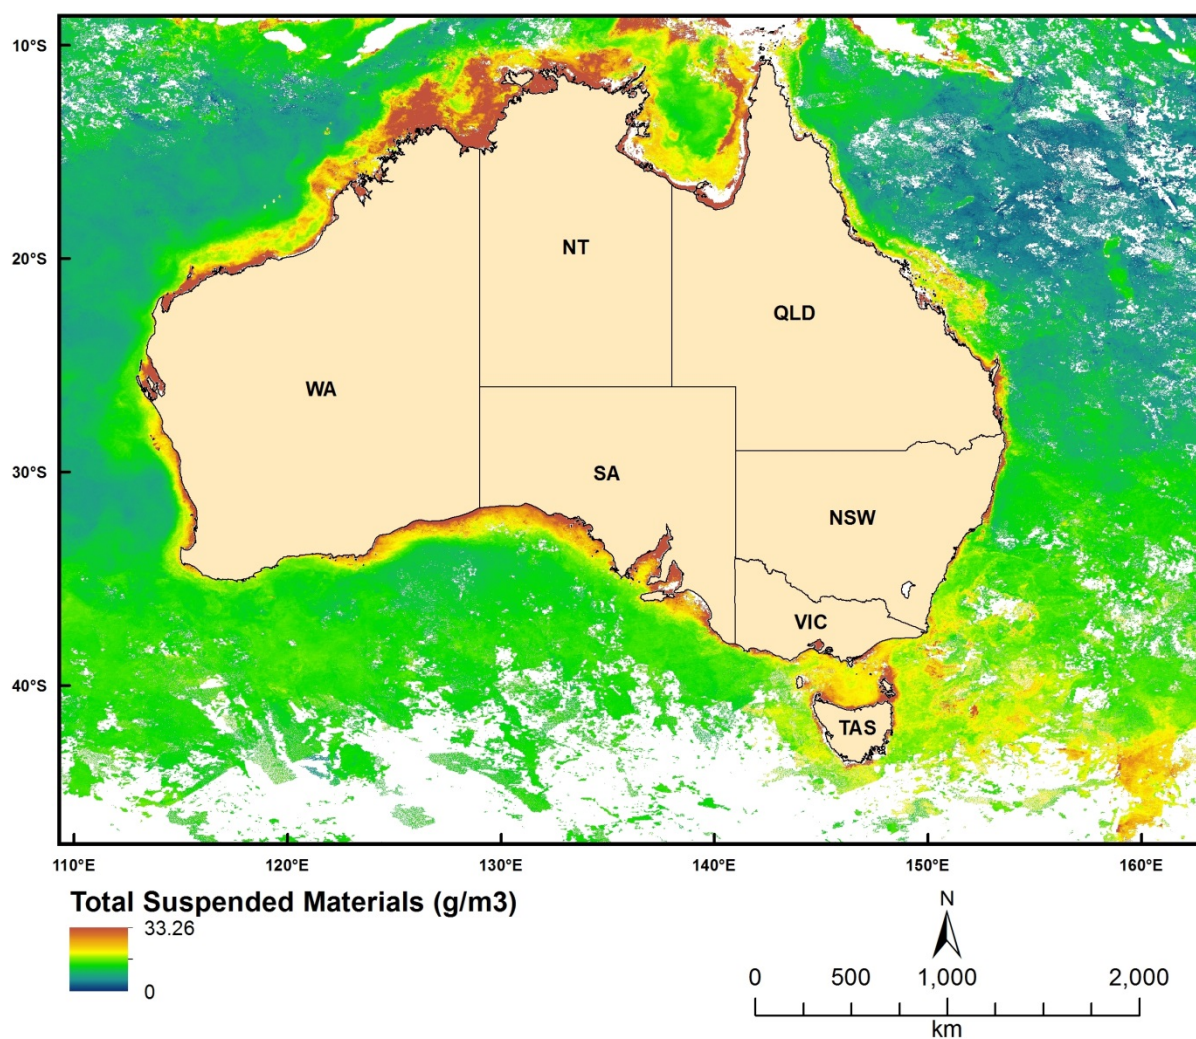 10°S
20°S
30°S
40°S
NT
QLD
WA
SA
NSW
VIC
TAS
110°E 120°E 130°E 140°E 150°E 160°E
Total Suspended Materials (g/m3)
33.26
0
N
0 500 1,000 2,000
km